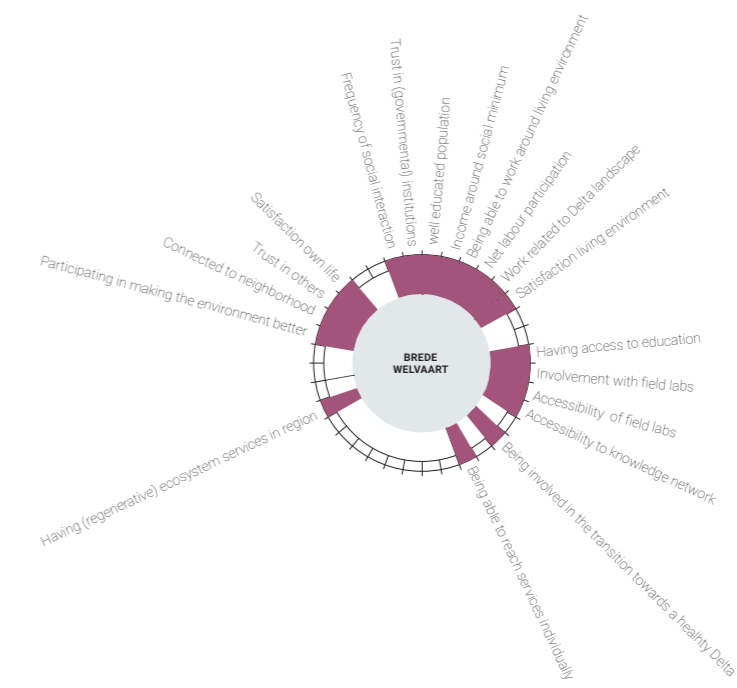 Participating in making the environment better
Connected to neighborhood
Trust in others
Satisfaction own life
Frequency of social interaction
Trust in (governmental) institutions
well educated population
Income around social minimum
Being able to work around living environment
Net labour participation
Work related to Delta landscape
Satisfaction living environment
Having access to education
Involvement with field labs
Accessibility of field labs
Accessibility to knowledge network
Being involved in the transition towards a healhty Delta
Being able to reach services individually
Having (regenerative) ecosystem services in region
BREDE
WELVAART